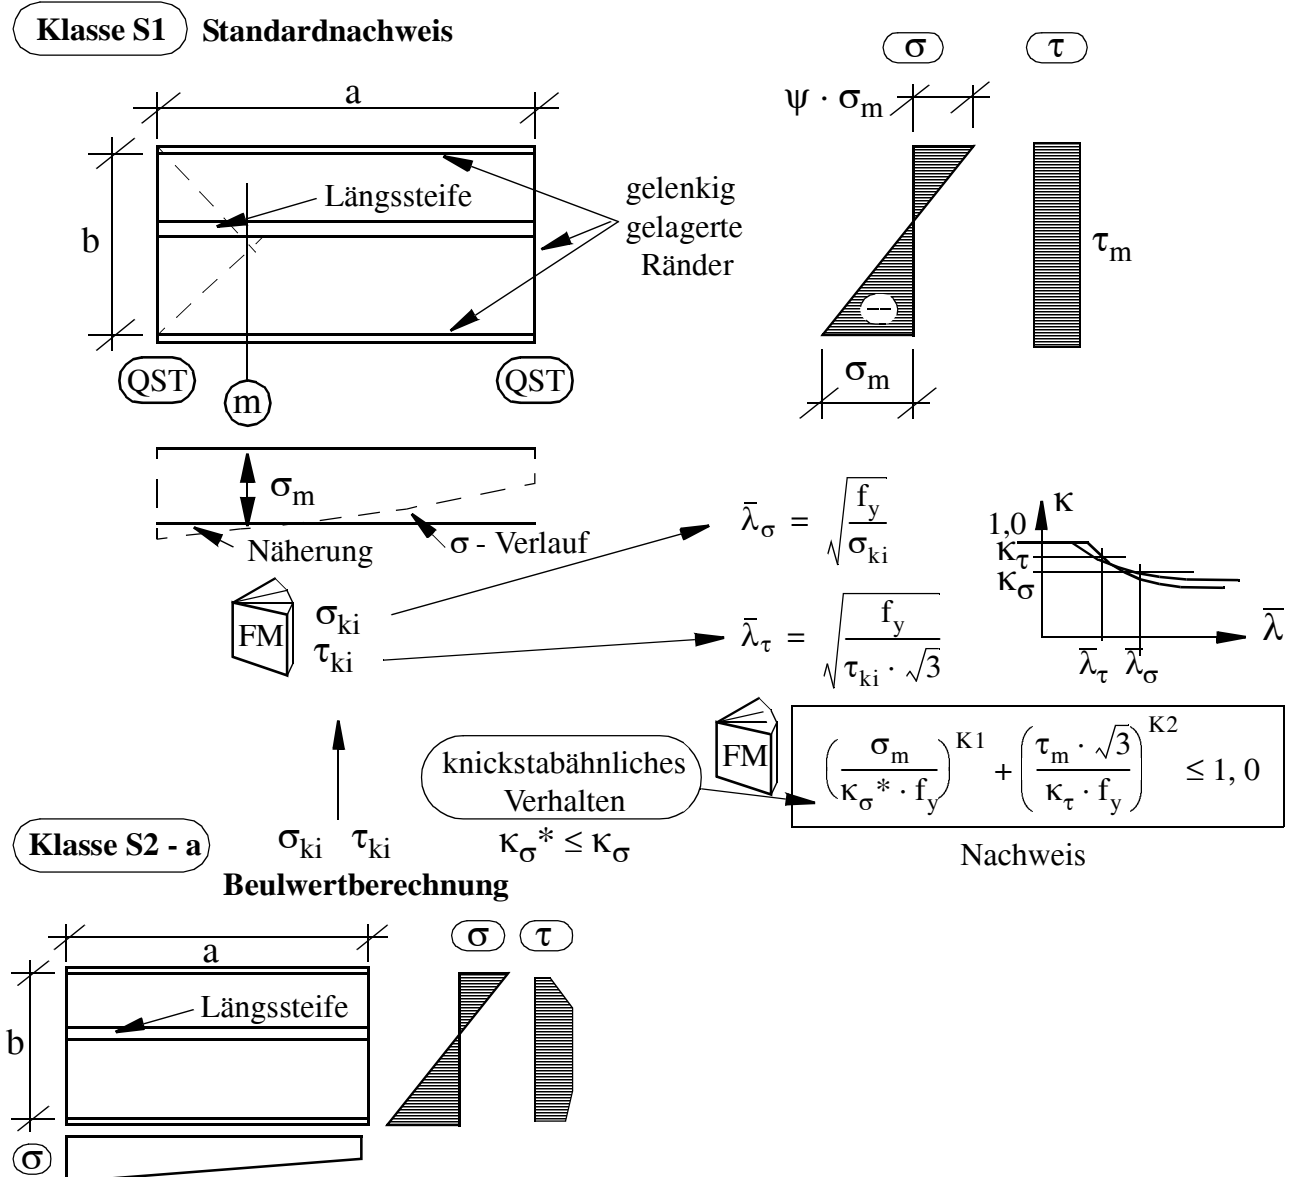 Klasse S1 Standardnachweis
σ τ
a
ψ · σm
Längssteife
gelenkig
gelagerte
Ränder
b
τm
--
QST
QST
m
σm
σm
Näherung
σ - Verlauf
FM
σki
τki
λ̄σ = √(fy / σki)
λ̄τ = √(fy / (τki · √3))
κ
1,0
κτ
κσ
λ̄
λ̄τ λ̄σ
knickstabähnliches
Verhalten
κσ* ≤ κσ
FM
(σm / (κσ* · fy))^K1 + ((τm · √3) / (κτ · fy))^K2 ≤ 1, 0
Nachweis
Klasse S2 - a
σki τki
Beulwertberechnung
a
σ τ
Längssteife
b
σ